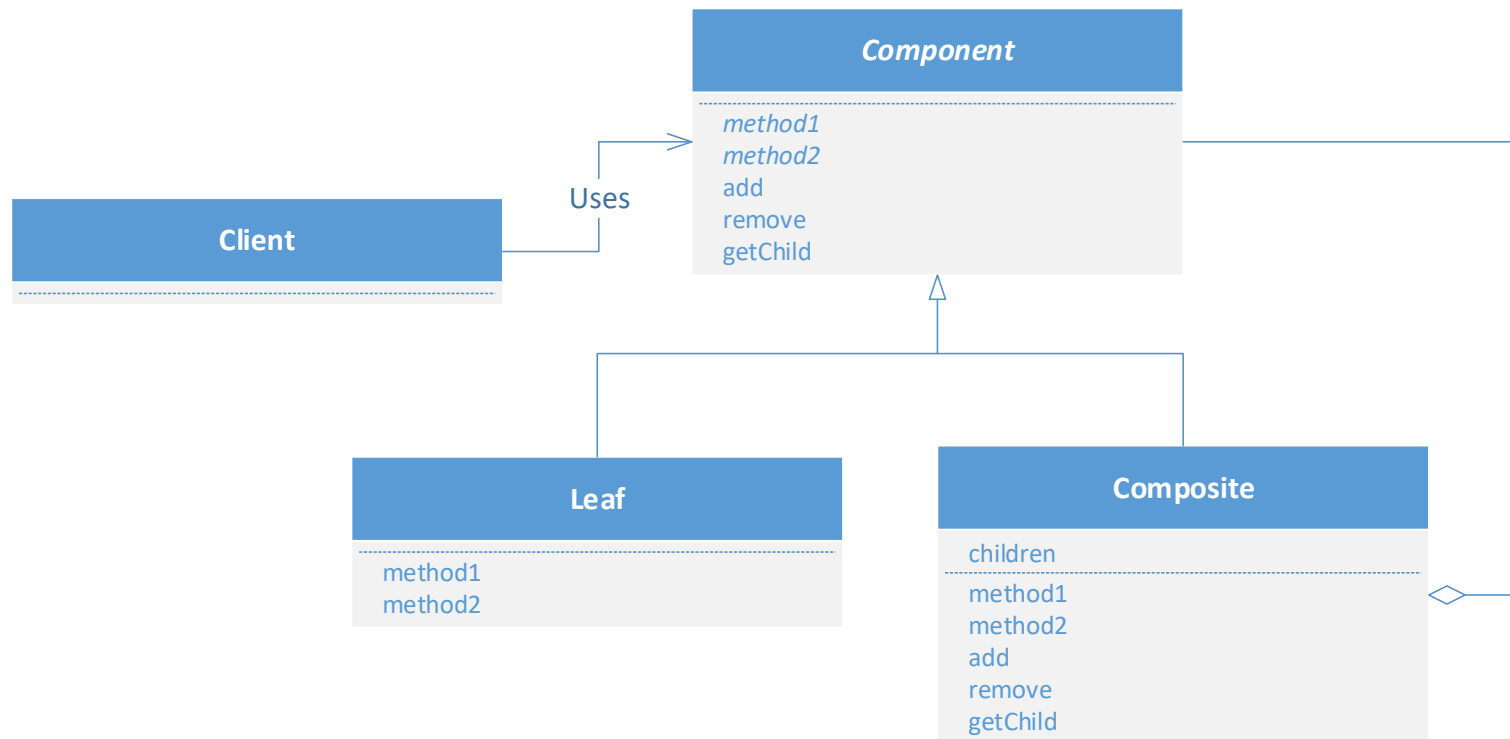 Component
method1
method2
add
remove
getChild
Uses
Client
Leaf
method1
method2
Composite
children
method1
method2
add
remove
getChild